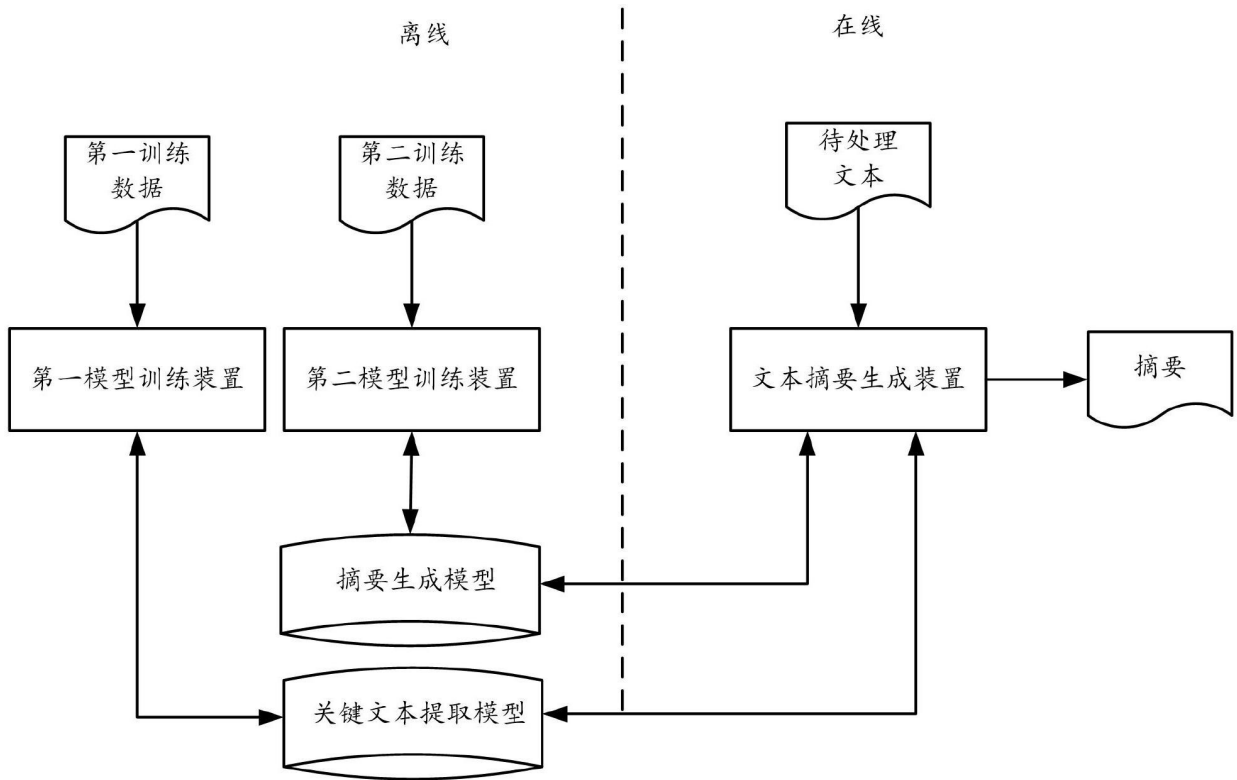 离线
在线
第一训练
数据
第二训练
数据
待处理
文本
第一模型训练装置
第二模型训练装置
文本摘要生成装置
摘要
摘要生成模型
关键文本提取模型